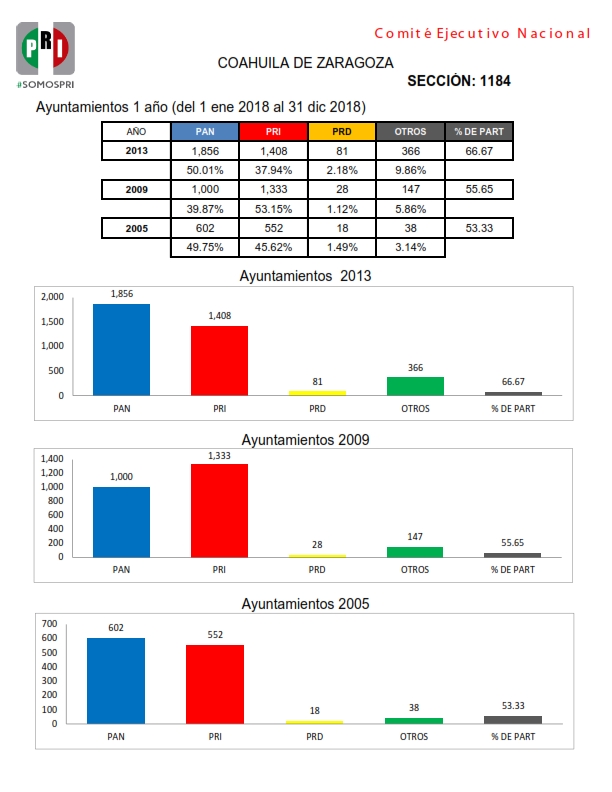 Comité Ejecutivo Nacional
PRI
#SOMOSPRI
COAHUILA DE ZARAGOZA
SECCIÓN: 1184
Ayuntamientos 1 año (del 1 ene 2018 al 31 dic 2018)
AÑO PAN PRI PRD OTROS % DE PART
2013 1,856 1,408 81 366 66.67
50.01% 37.94% 2.18% 9.86%
2009 1,000 1,333 28 147 55.65
39.87% 53.15% 1.12% 5.86%
2005 602 552 18 38 53.33
49.75% 45.62% 1.49% 3.14%
Ayuntamientos 2013
2,000
1,500
1,000
500
0
1,856
1,408
81
366
66.67
PAN PRI PRD OTROS % DE PART
Ayuntamientos 2009
1,400
1,200
1,000
800
600
400
200
0
1,000
1,333
28
147
55.65
PAN PRI PRD OTROS % DE PART
Ayuntamientos 2005
700
600
500
400
300
200
100
0
602
552
18
38
53.33
PAN PRI PRD OTROS % DE PART